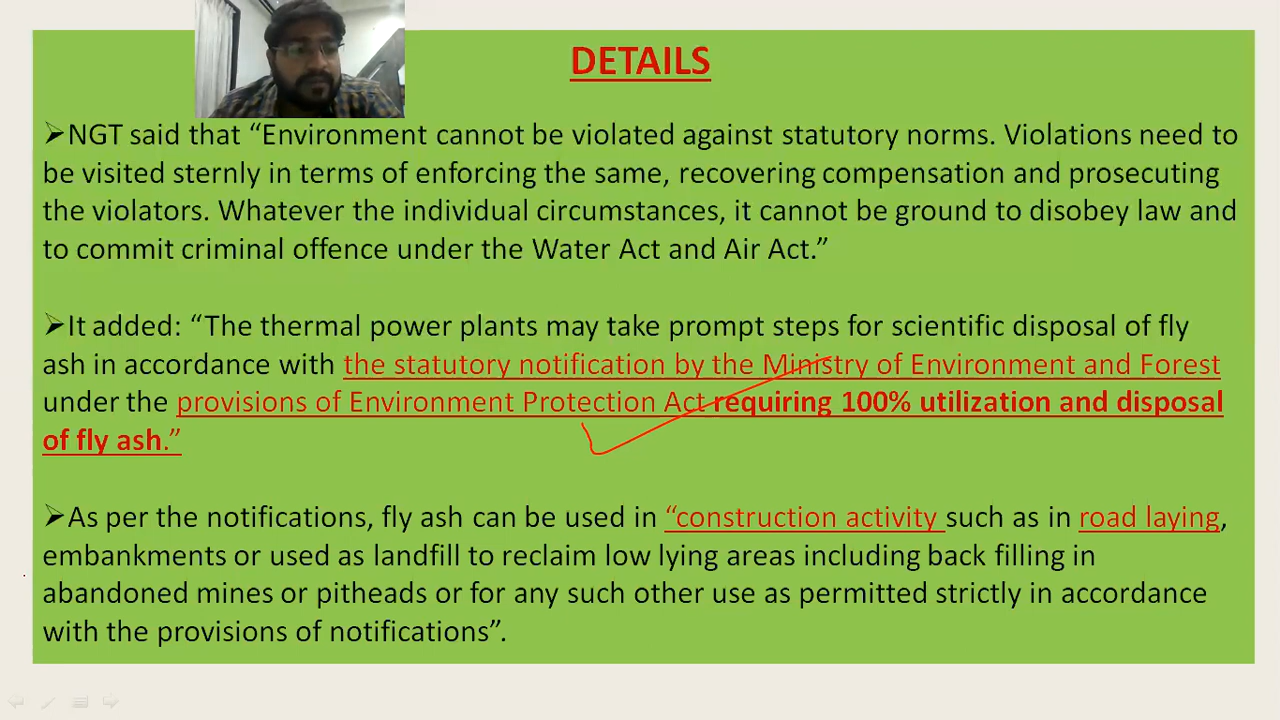 DETAILS
➢NGT said that “Environment cannot be violated against statutory norms. Violations need to
be visited sternly in terms of enforcing the same, recovering compensation and prosecuting
the violators. Whatever the individual circumstances, it cannot be ground to disobey law and
to commit criminal offence under the Water Act and Air Act.”
➢It added: “The thermal power plants may take prompt steps for scientific disposal of fly
ash in accordance with the statutory notification by the Ministry of Environment and Forest
under the provisions of Environment Protection Act requiring 100% utilization and disposal
of fly ash.”
➢As per the notifications, fly ash can be used in “construction activity such as in road laying,
embankments or used as landfill to reclaim low lying areas including back filling in
abandoned mines or pitheads or for any such other use as permitted strictly in accordance
with the provisions of notifications”.